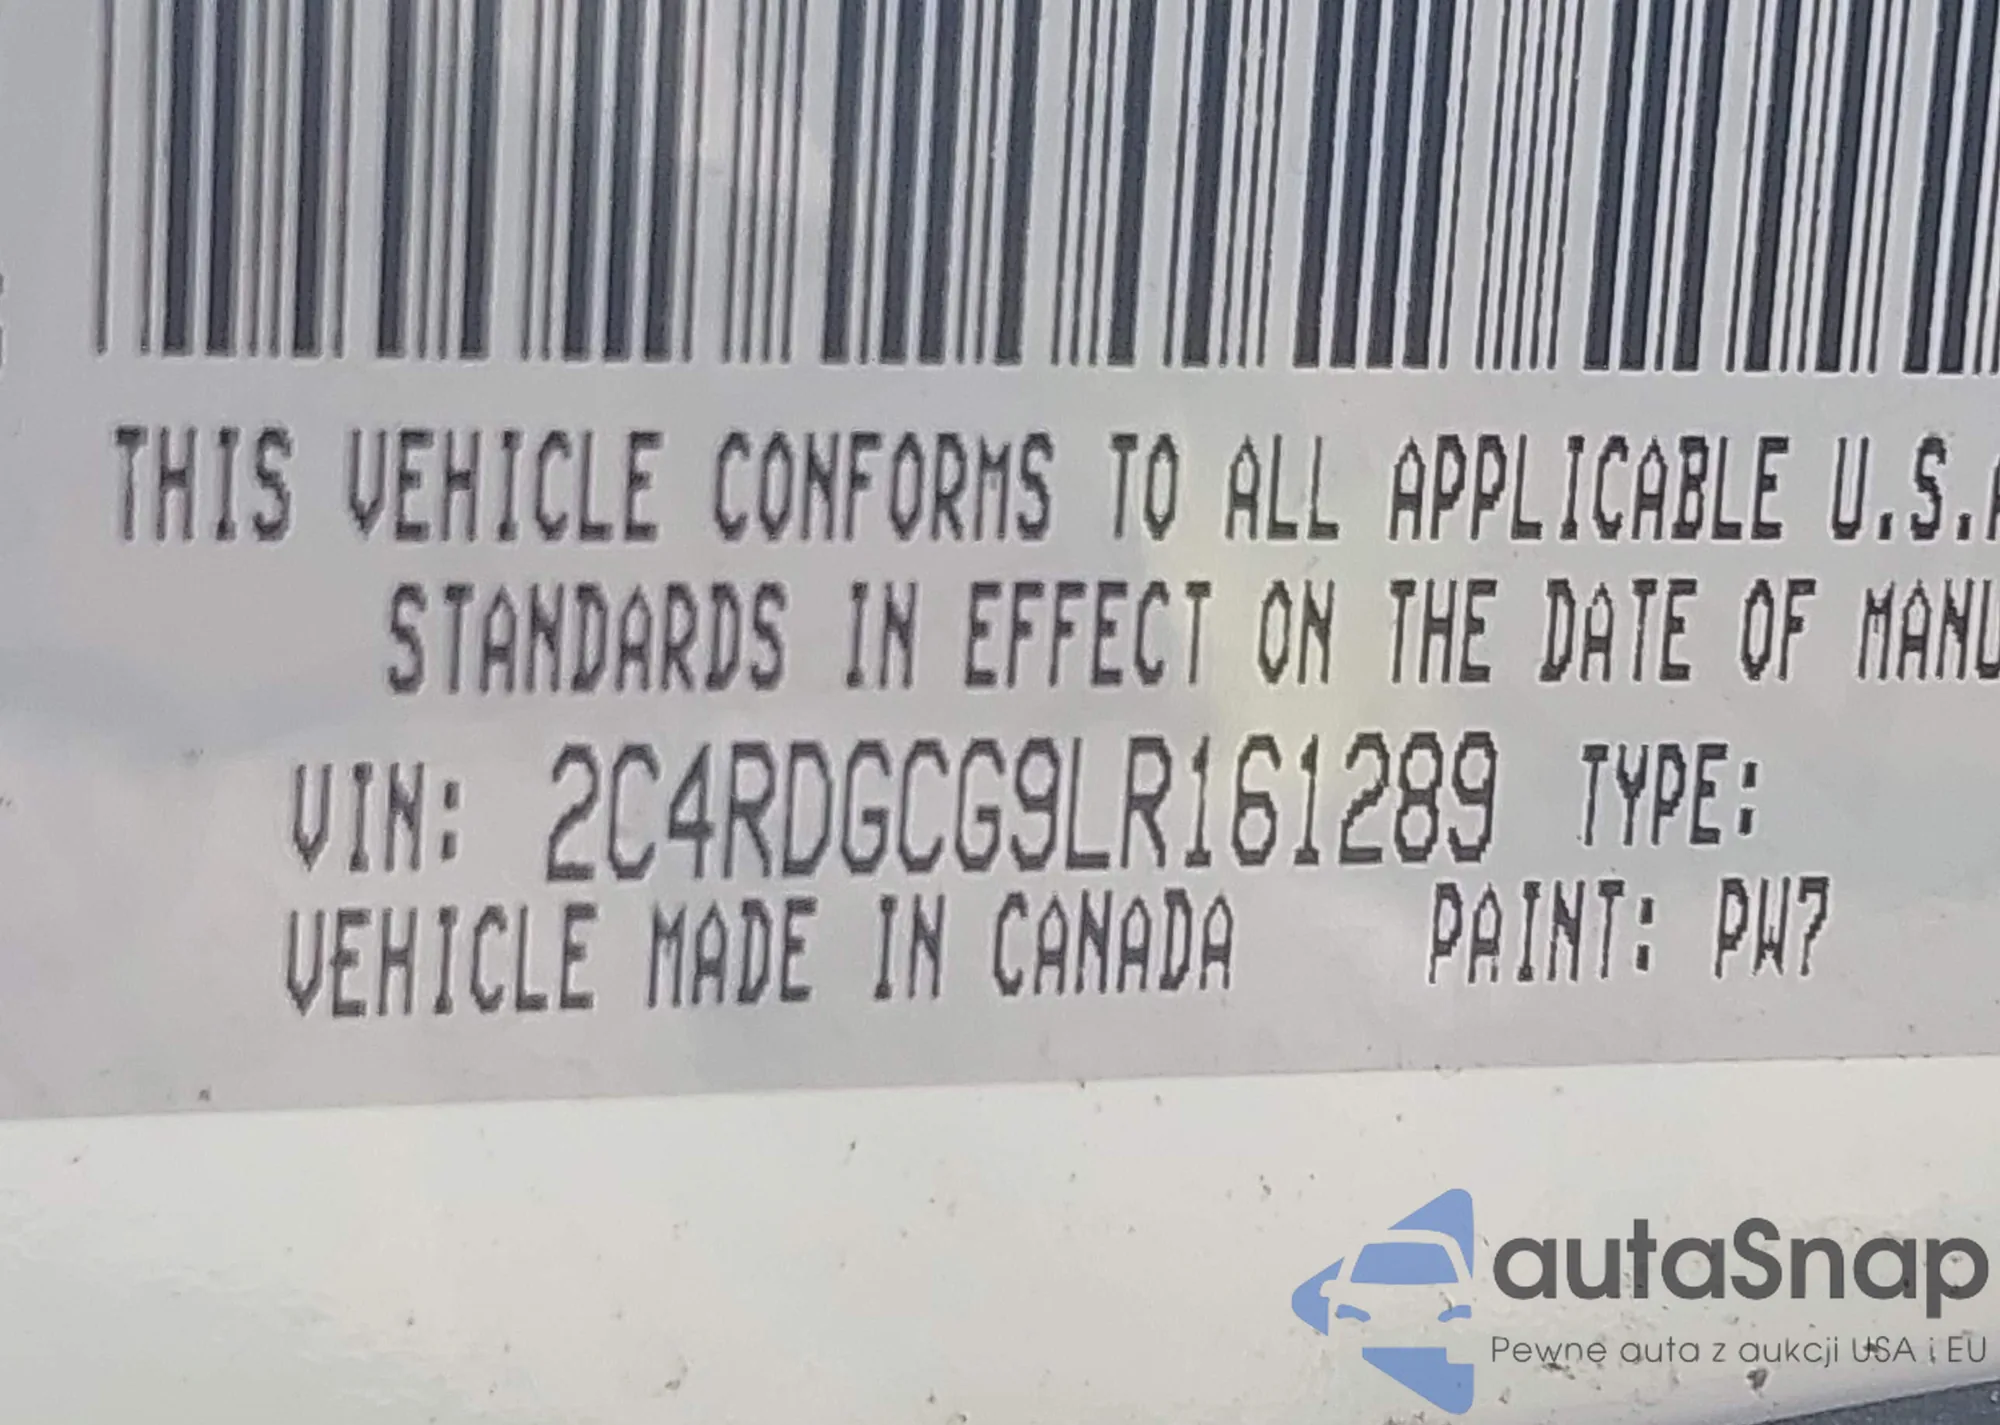 THIS VEHICLE CONFORMS TO ALL APPLICABLE U.S.
STANDARDS IN EFFECT ON THE DATE OF
VIN: 2C4RDGCG9LR161289 TYPE:
VEHICLE MADE IN CANADA PAINT: PW7
autaSnap
Pewne auta z aukcji USA i EU